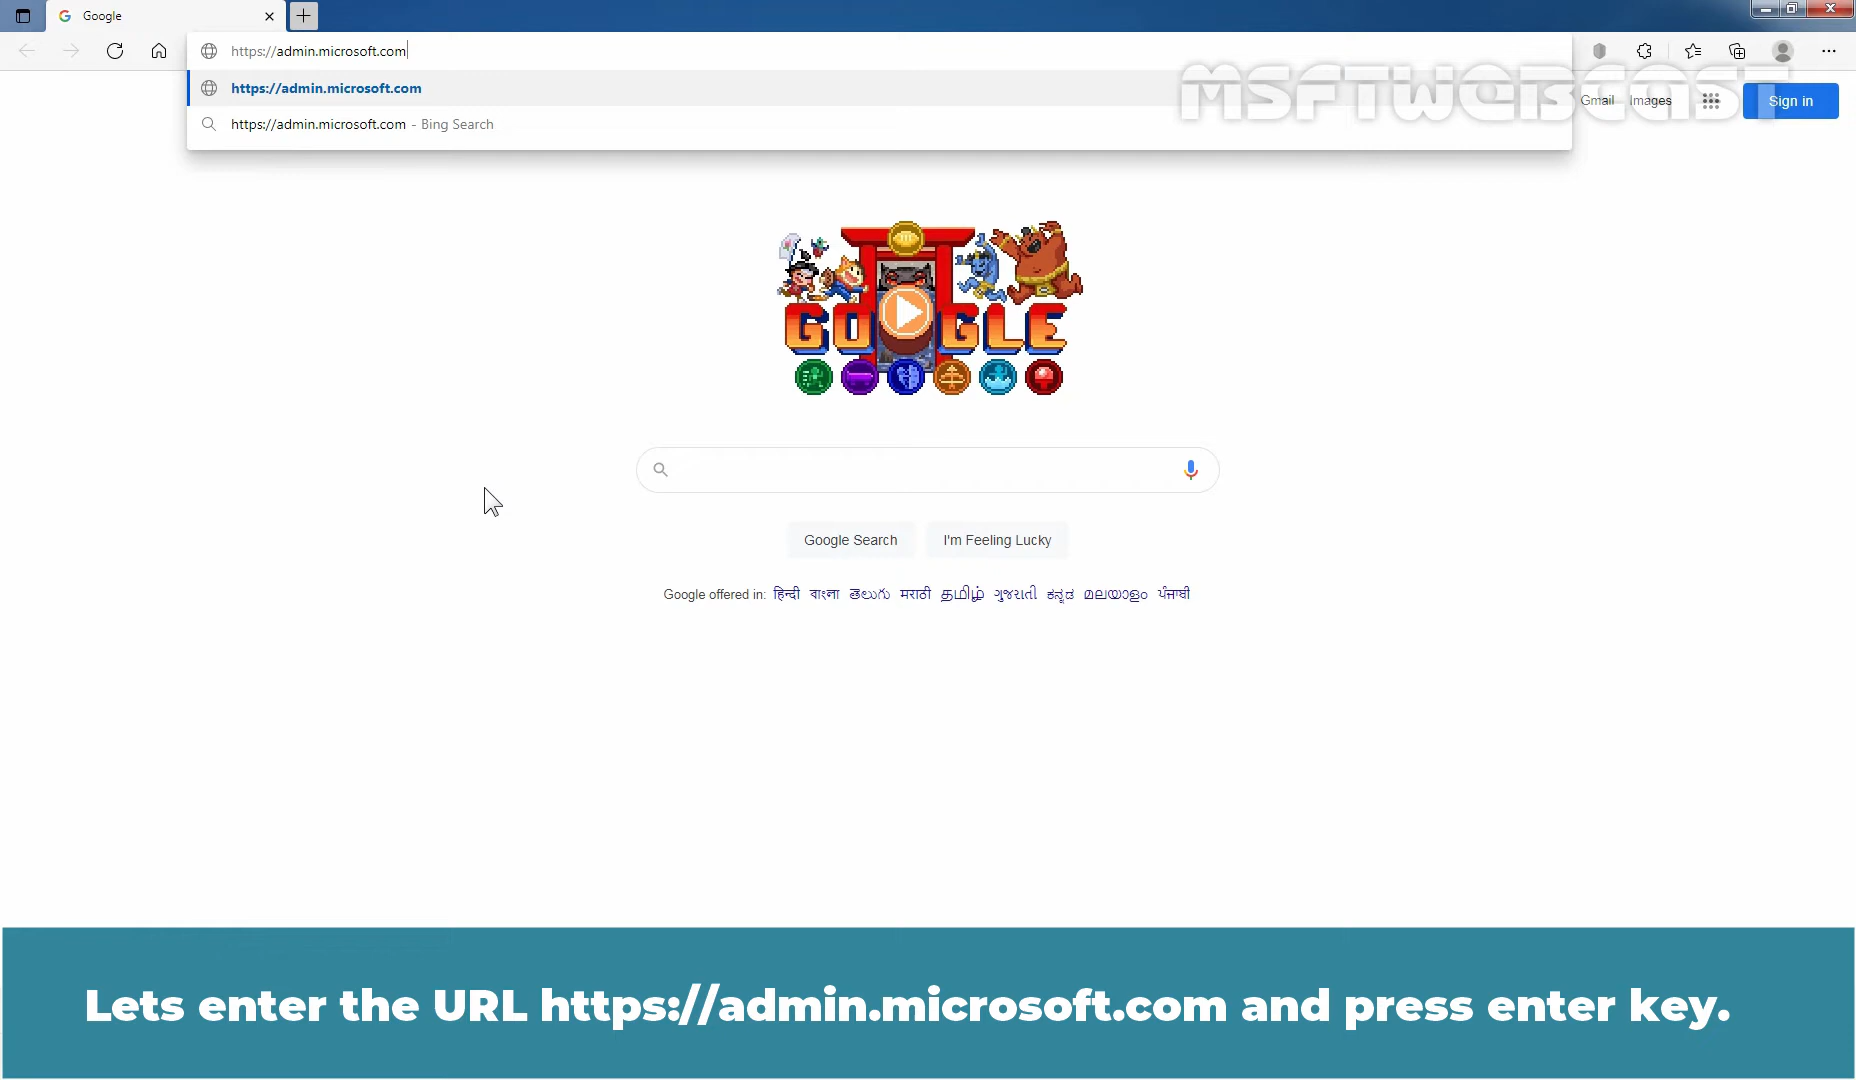 Google
https://admin.microsoft.com
https://admin.microsoft.com
https://admin.microsoft.com - Bing Search
MSFTWEBCAST
Gmail Images Sign in
GOOGLE
Google Search I'm Feeling Lucky
Google offered in: हिन्दी বাংলা తెలుగు मराठी தமிழ் ગુજરાતી ಕನ್ನಡ മലയാളം ਪੰਜਾਬੀ
Lets enter the URL https://admin.microsoft.com and press enter key.